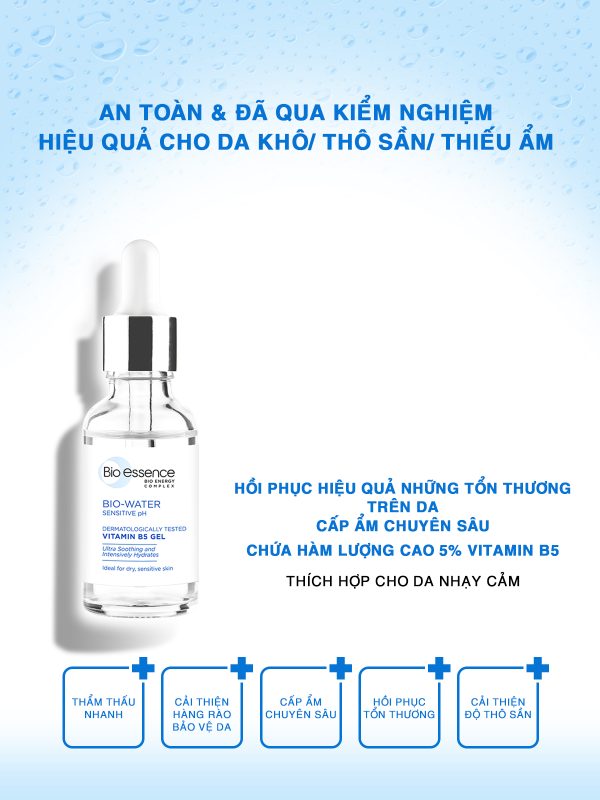 AN TOÀN & ĐÃ QUA KIỂM NGHIỆM
HIỆU QUẢ CHO DA KHÔ/ THÔ SẦN/ THIẾU ẨM
Bio essence
BIO ENERGY
COMPLEX
BIO-WATER
SENSITIVE pH
DERMATOLOGICALLY TESTED
VITAMIN B5 GEL
Ultra Soothing and
Intensively Hydrates
Ideal for dry, sensitive skin
HỒI PHỤC HIỆU QUẢ NHỮNG TỔN THƯƠNG
TRÊN DA
CẤP ẨM CHUYÊN SÂU
CHỨA HÀM LƯỢNG CAO 5% VITAMIN B5
THÍCH HỢP CHO DA NHẠY CẢM
THẨM THẤU
NHANH
CẢI THIỆN
HÀNG RÀO
BẢO VỆ DA
CẤP ẨM
CHUYÊN SÂU
HỒI PHỤC
TỔN THƯƠNG
CẢI THIỆN
ĐỘ THÔ SẦN